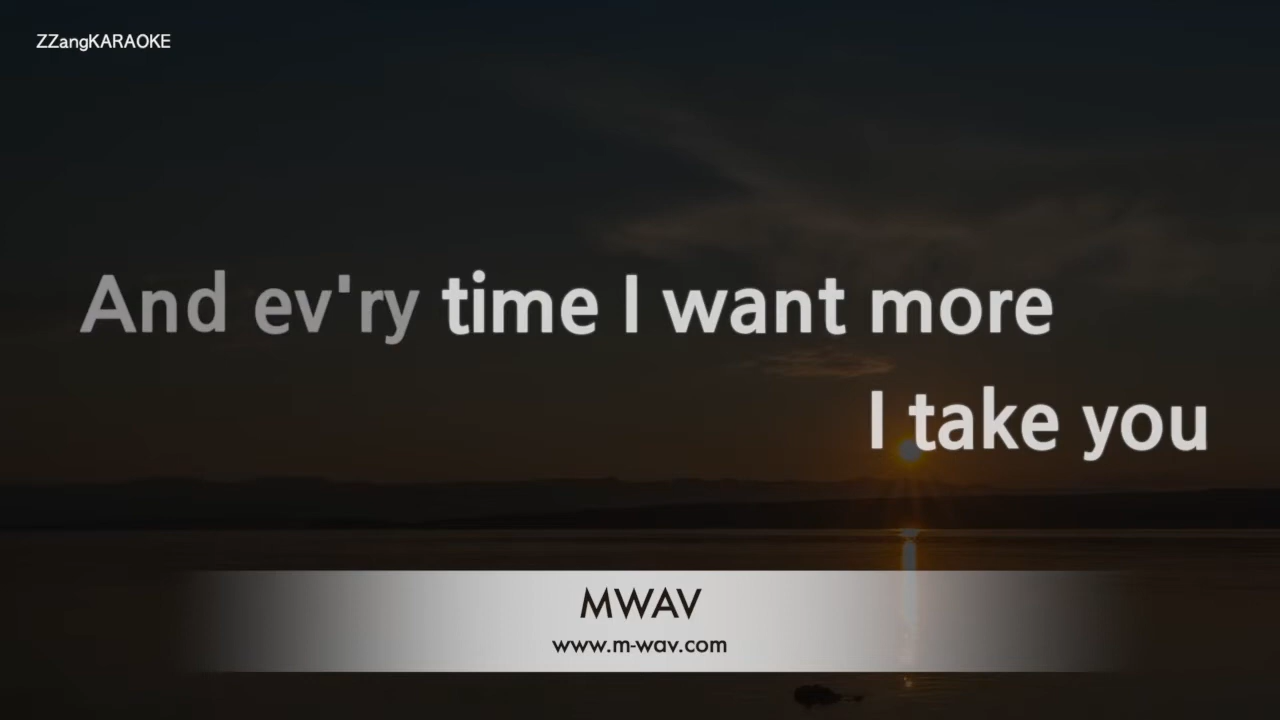 ZZangKARAOKE
And ev'ry time I want more
I take you
MWAV
www.m-wav.com